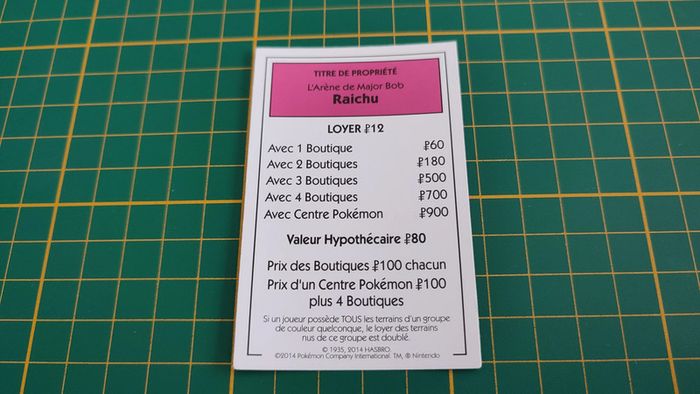 TITRE DE PROPRIÉTÉ
L'Arène de Major Bob
Raichu
LOYER ₽12
Avec 1 Boutique ₽60
Avec 2 Boutiques ₽180
Avec 3 Boutiques ₽500
Avec 4 Boutiques ₽700
Avec Centre Pokémon ₽900
Valeur Hypothécaire ₽80
Prix des Boutiques ₽100 chacun
Prix d'un Centre Pokémon ₽100
plus 4 Boutiques
Si un joueur possède TOUS les terrains d'un groupe
de couleur quelconque, le loyer des terrains
nus de ce groupe est doublé.
© 1935, 2014 HASBRO.
©2014 Pokémon Company International. TM, ® Nintendo